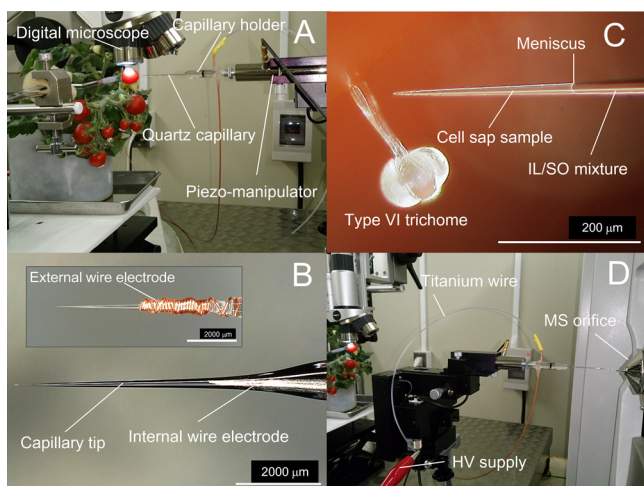 A
Digital microscope
Capillary holder
Quartz capillary
Piezo-manipulator
C
Meniscus
Cell sap sample
IL/SO mixture
Type VI trichome
200 μm
B
External wire electrode
2000 μm
Capillary tip
Internal wire electrode
2000 μm
D
Titanium wire
MS orifice
HV supply